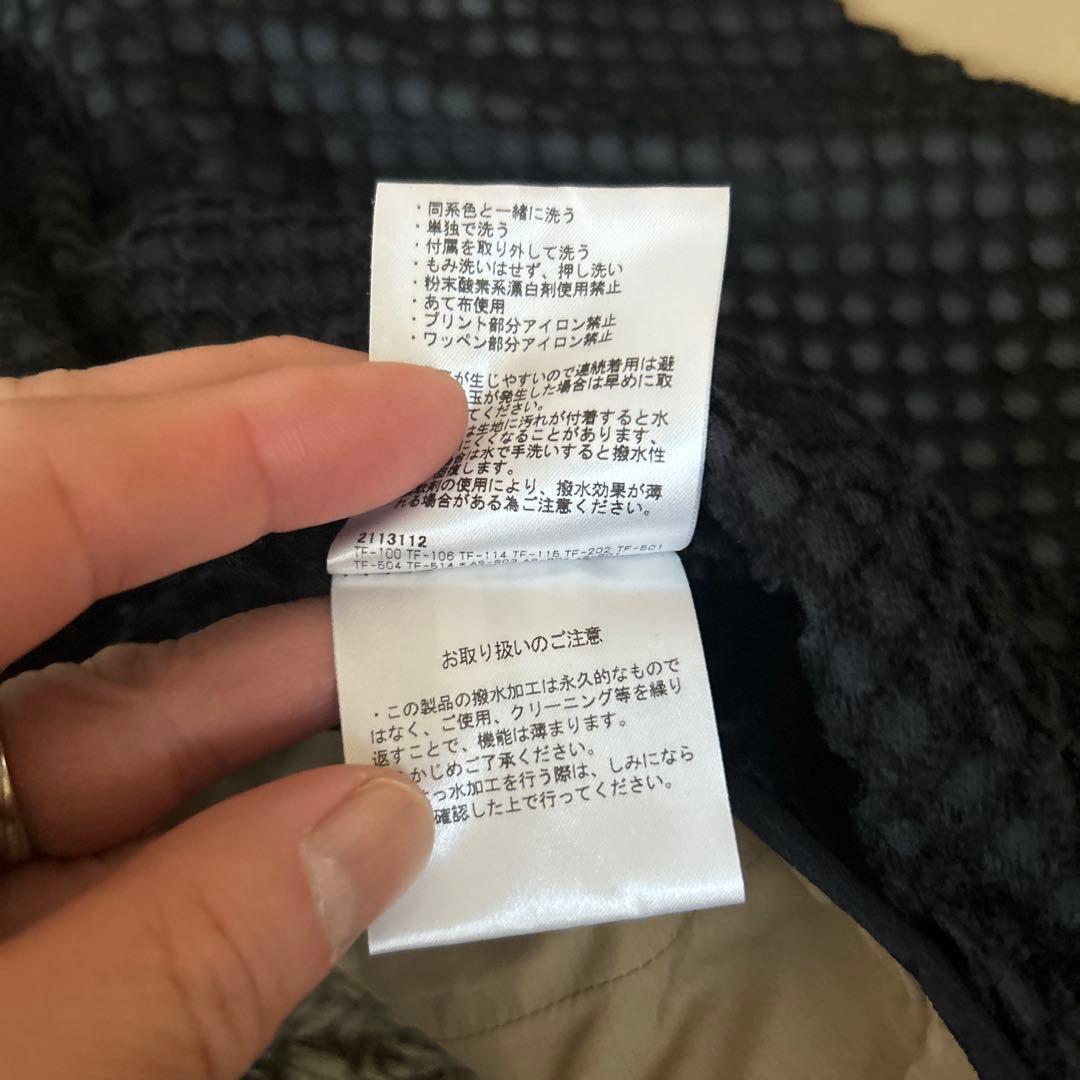 ・同系色と一緒に洗う
・単独で洗う
・付属を取り外して洗う
・もみ洗いはせず、押し洗い
・粉末酸素系漂白剤使用禁止
・あて布使用
・プリント部分アイロン禁止
・ワッペン部分アイロン禁止
が生じやすいので連続着用は避
玉が発生した場合は早めに取
てください。
は生地に汚れが付着すると水
にくくなることがあります、
合は水で手洗いすると撥水性
回復します。
剤の使用により、撥水効果が薄
れる場合がある為ご注意ください。
2113112
TF-100 TF-106 TF-114 TF-115 TF-202 TF-501
TF-504 TF-514
お取り扱いのご注意
・この製品の撥水加工は永久的なもので
はなく、ご使用、クリーニング等を繰り
返すことで、機能は薄まります。
かじめご了承ください。
っ水加工を行う際は、しみになら
確認した上で行ってください。